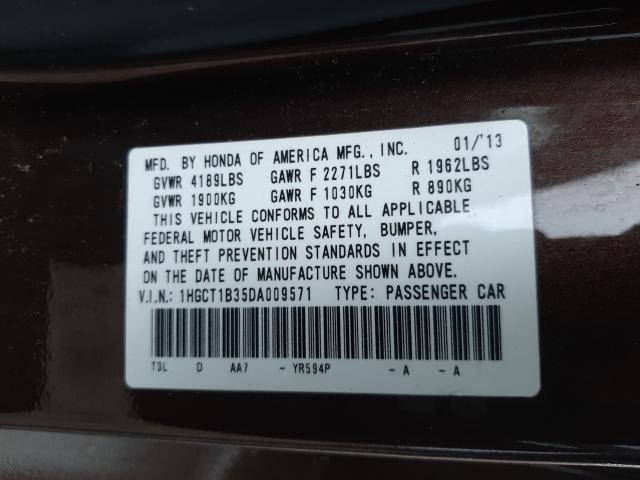 MFD. BY HONDA OF AMERICA MFG., INC. 01/'13
GVWR 4189LBS GAWR F 2271LBS R 1962LBS
GVWR 1900KG GAWR F 1030KG R 890KG
THIS VEHICLE CONFORMS TO ALL APPLICABLE
FEDERAL MOTOR VEHICLE SAFETY, BUMPER,
AND THEFT PREVENTION STANDARDS IN EFFECT
ON THE DATE OF MANUFACTURE SHOWN ABOVE.
V.I.N.: 1HGCT1B35DA009571 TYPE: PASSENGER CAR
T3L D AA7 - YR594P - A - A